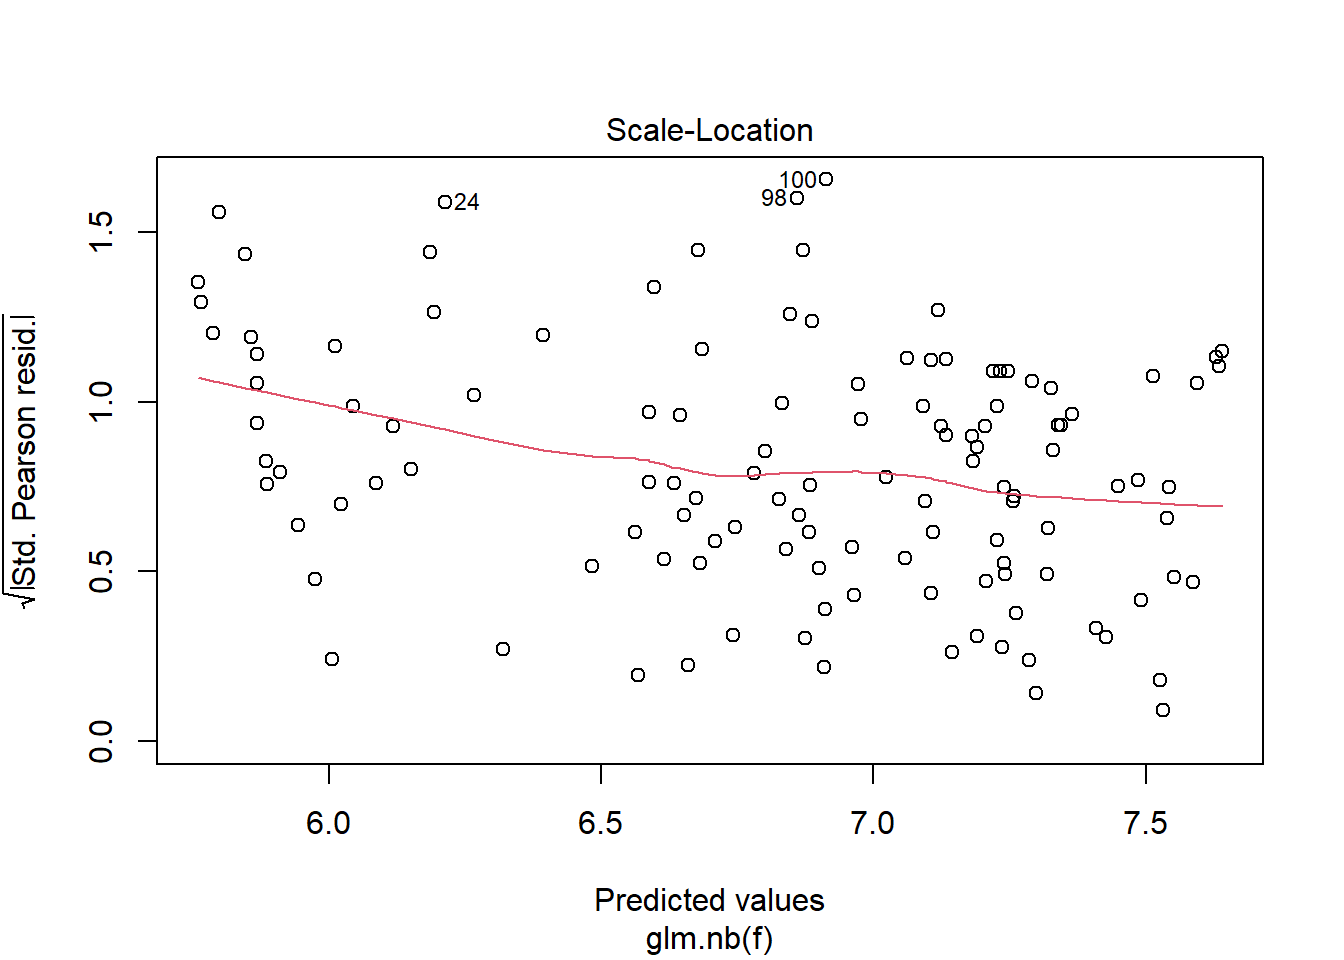 Scale-Location
100
98
24
1.5
1.0
0.5
0.0
√|Std. Pearson resid.|
6.0 6.5 7.0 7.5
Predicted values
glm.nb(f)